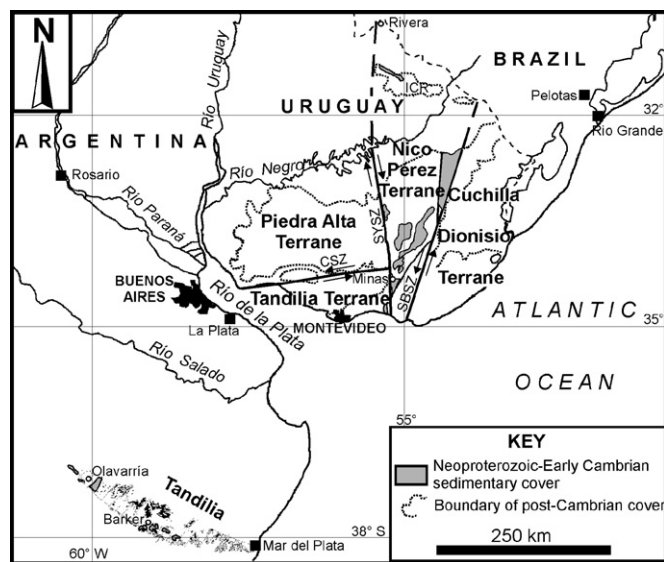 N
Rivera
BRAZIL
Río Uruguay
ICR
URUGUAY
Pelotas
32°
Río Grande
ARGENTINA
Nico
Pérez
Terrane
Río Negro
Rosario
Cuchilla
Dionisio
Terrane
Río Paraná
Piedra Alta
Terrane
SYSZ
CSZ
Minas
SBSZ
BUENOS
AIRES
Tandilia Terrane
Río de la Plata
MONTEVIDEO
La Plata
ATLANTIC
35°
OCEAN
Río Salado
55°
KEY
Neoproterozoic-Early Cambrian
sedimentary cover
Boundary of post-Cambrian cover
250 km
Olavarría
Tandilia
Barker
38° S
60° W
Mar del Plata